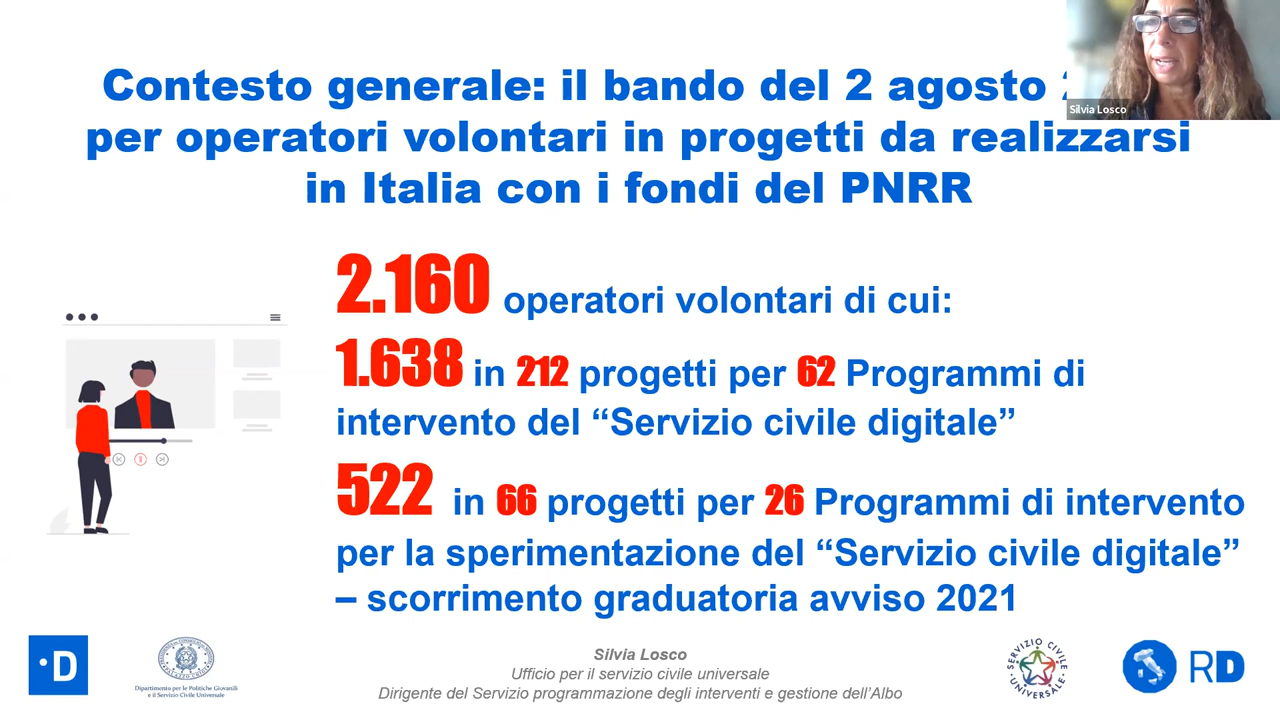 Contesto generale: il bando del 2 agosto
Silvia Losco
per operatori volontari in progetti da realizzarsi
in Italia con i fondi del PNRR
2.160 operatori volontari di cui:
1.638 in 212 progetti per 62 Programmi di
intervento del “Servizio civile digitale”
522 in 66 progetti per 26 Programmi di intervento
per la sperimentazione del “Servizio civile digitale”
– scorrimento graduatoria avviso 2021
Silvia Losco
Ufficio per il servizio civile universale
Dirigente del Servizio programmazione degli interventi e gestione dell’Albo
·D
Dipartimento per le Politiche Giovanili
e il Servizio Civile Universale
SERVIZIO CIVILE
UNIVERSALE
RD